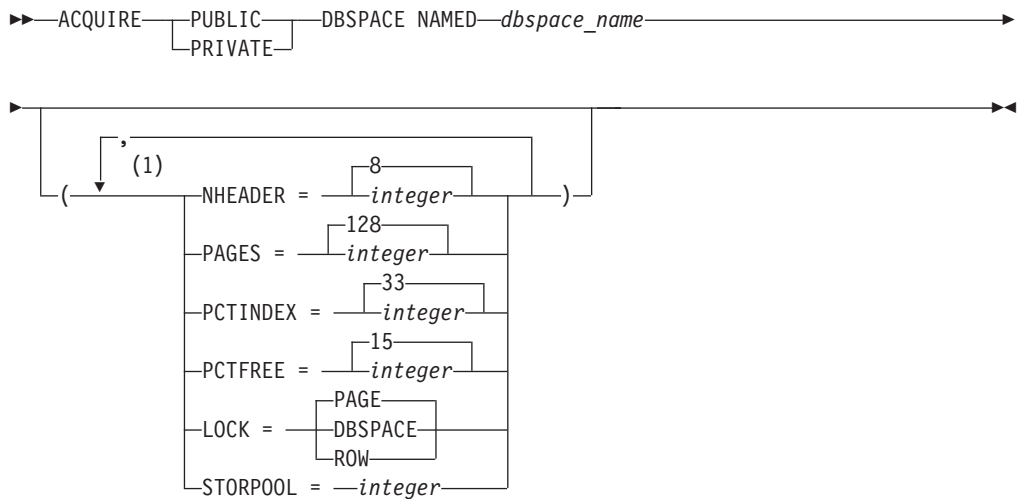 ACQUIRE PUBLIC DBSPACE NAMED dbspace_name
PRIVATE
,
(1)
( NHEADER = 8 )
integer
PAGES = 128
integer
PCTINDEX = 33
integer
PCTFREE = 15
integer
LOCK = PAGE
DBSPACE
ROW
STORPOOL = integer